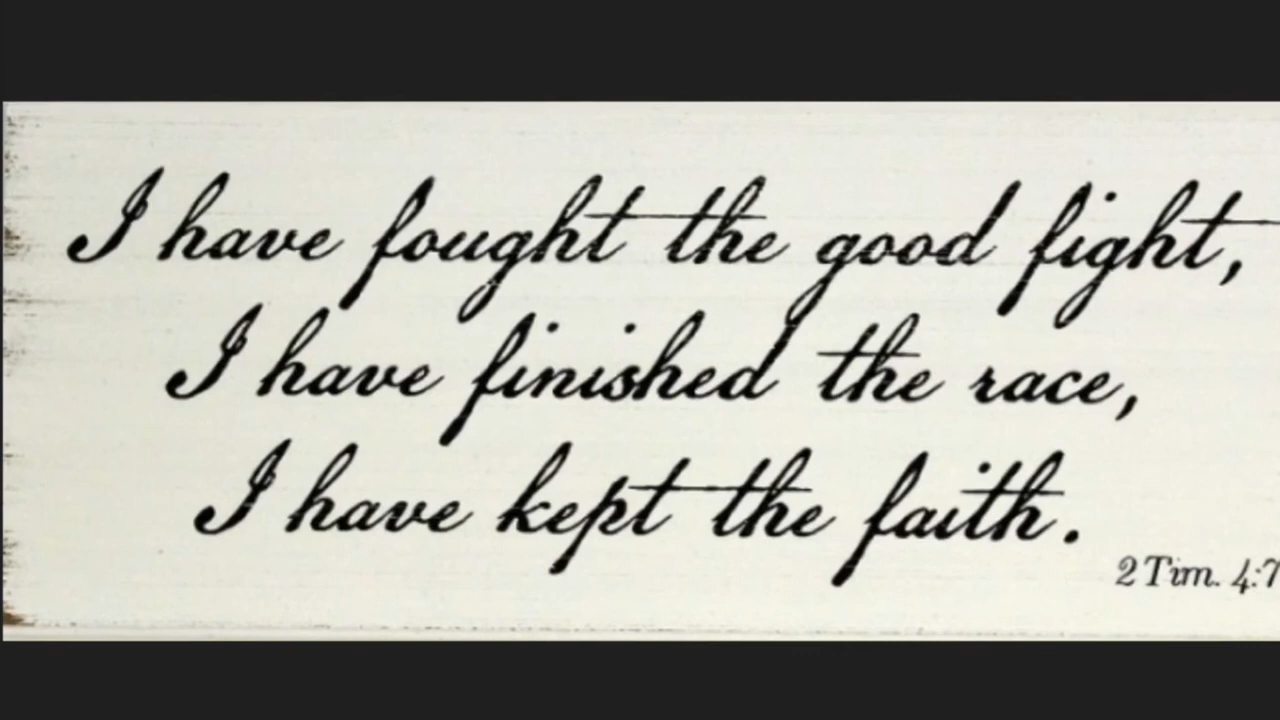 I have fought the good fight,
I have finished the race,
I have kept the faith.
2 Tim. 4:7